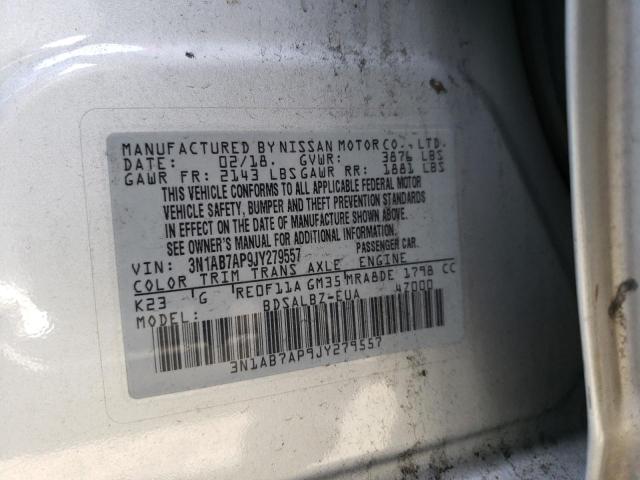 MANUFACTURED BY NISSAN MOTOR CO., LTD.
DATE: 02/18. GVWR: 3876 LBS
GAWR FR: 2143 LBS GAWR RR: 1881 LBS
THIS VEHICLE CONFORMS TO ALL APPLICABLE FEDERAL MOTOR
VEHICLE SAFETY, BUMPER AND THEFT PREVENTION STANDARDS
IN EFFECT ON THE DATE OF MANUFACTURE SHOWN ABOVE.
SEE OWNER'S MANUAL FOR ADDITIONAL INFORMATION.
VIN: 3N1AB7AP9JY279557 PASSENGER CAR.
COLOR TRIM TRANS AXLE ENGINE
K23 G RE0F11A GM35 MRA8DE 1798 CC
MODEL: BDSALBZ-EUA 47000
3N1AB7AP9JY279557